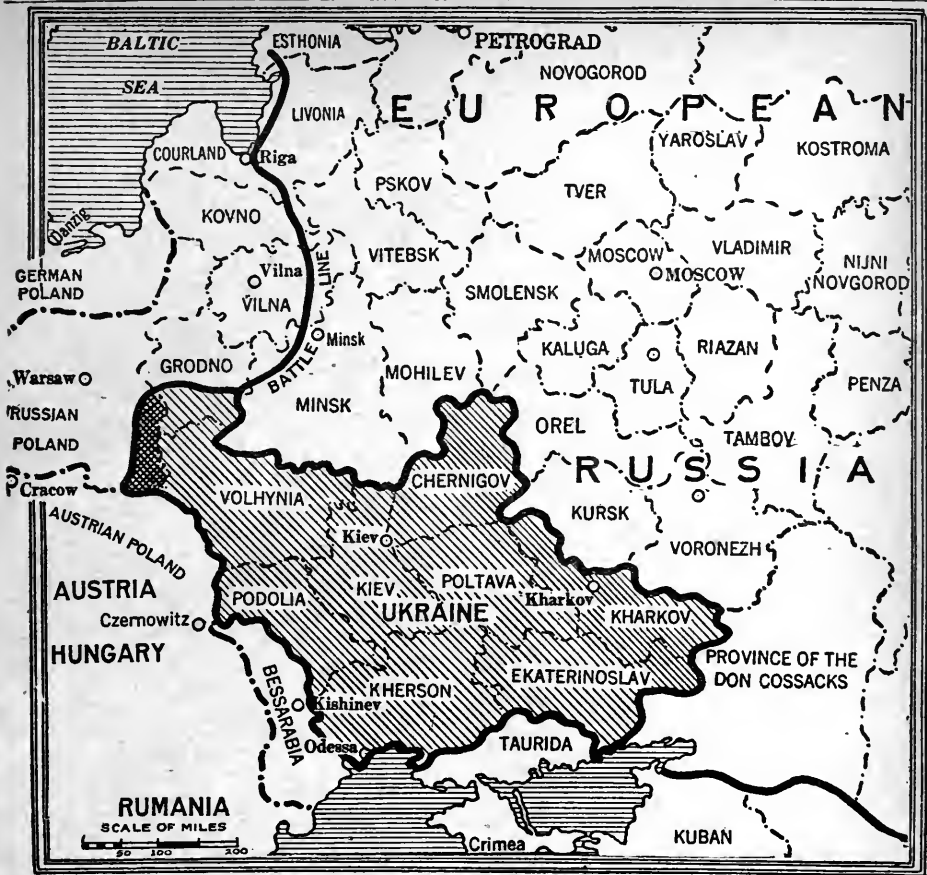 BALTIC
SEA
ESTHONIA
PETROGRAD
NOVOGOROD
LIVONIA
EUROPEAN
YAROSLAV
KOSTROMA
COURLAND
Riga
PSKOV
TVER
KOVNO
Danzig
VITEBSK
MOSCOW
VLADIMIR
NIJNI
NOVGOROD
GERMAN
POLAND
Vilna
VILNA
BATTLE LINE
SMOLENSK
MOSCOW
Minsk
KALUGA
RIAZAN
GRODNO
MOHILEV
TULA
PENZA
Warsaw
MINSK
RUSSIAN
POLAND
OREL
TAMBOV
RUSSIA
Cracow
VOLHYNIA
CHERNIGOV
KURSK
AUSTRIAN POLAND
Kiev
VORONEZH
AUSTRIA
HUNGARY
PODOLIA
KIEV
POLTAVA
Kharkov
KHARKOV
UKRAINE
Czernowitz
BESSARABIA
EKATERINOSLAV
PROVINCE OF THE
DON COSSACKS
KHERSON
Kishinev
Odessa
TAURIDA
RUMANIA
SCALE OF MILES
50 100 200
Crimea
KUBAN